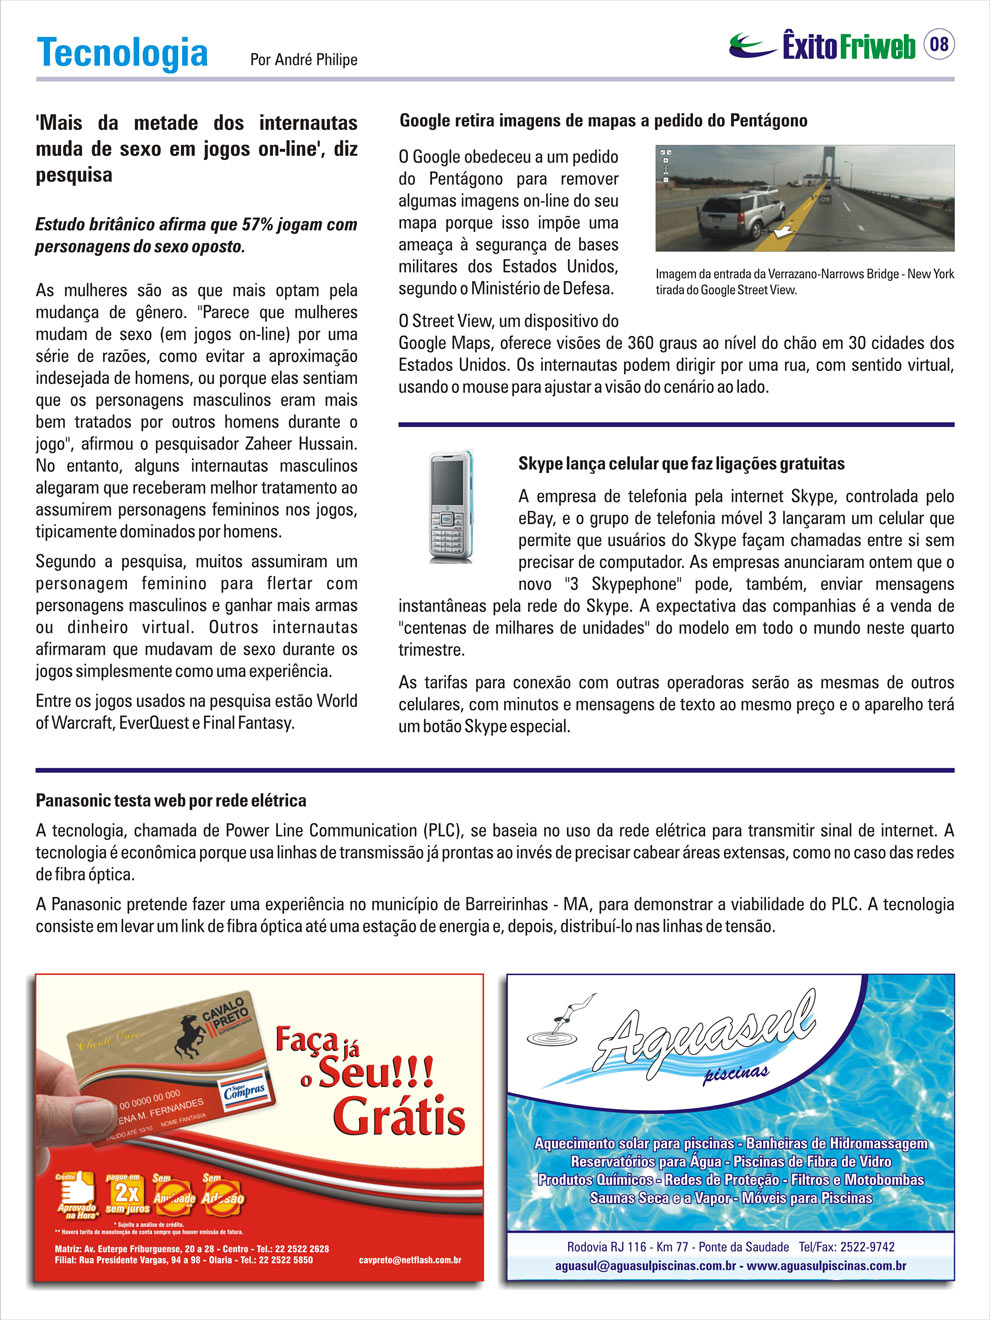 Tecnologia
Por André Philipe
ÊxitoFriweb
08
'Mais da metade dos internautas
muda de sexo em jogos on-line', diz
pesquisa
Estudo britânico afirma que 57% jogam com
personagens do sexo oposto.
As mulheres são as que mais optam pela
mudança de gênero. "Parece que mulheres
mudam de sexo (em jogos on-line) por uma
série de razões, como evitar a aproximação
indesejada de homens, ou porque elas sentiam
que os personagens masculinos eram mais
bem tratados por outros homens durante o
jogo", afirmou o pesquisador Zaheer Hussain.
No entanto, alguns internautas masculinos
alegaram que receberam melhor tratamento ao
assumirem personagens femininos nos jogos,
tipicamente dominados por homens.
Segundo a pesquisa, muitos assumiram um
personagem feminino para flertar com
personagens masculinos e ganhar mais armas
ou dinheiro virtual. Outros internautas
afirmaram que mudavam de sexo durante os
jogos simplesmente como uma experiência.
Entre os jogos usados na pesquisa estão World
of Warcraft, EverQuest e Final Fantasy.
Google retira imagens de mapas a pedido do Pentágono
O Google obedeceu a um pedido
do Pentágono para remover
algumas imagens on-line do seu
mapa porque isso impõe uma
ameaça à segurança de bases
militares dos Estados Unidos,
segundo o Ministério de Defesa.
Imagem da entrada da Verrazano-Narrows Bridge - New York
tirada do Google Street View.
O Street View, um dispositivo do
Google Maps, oferece visões de 360 graus ao nível do chão em 30 cidades dos
Estados Unidos. Os internautas podem dirigir por uma rua, com sentido virtual,
usando o mouse para ajustar a visão do cenário ao lado.
Skype lança celular que faz ligações gratuitas
A empresa de telefonia pela internet Skype, controlada pelo
eBay, e o grupo de telefonia móvel 3 lançaram um celular que
permite que usuários do Skype façam chamadas entre si sem
precisar de computador. As empresas anunciaram ontem que o
novo "3 Skypephone" pode, também, enviar mensagens
instantâneas pela rede do Skype. A expectativa das companhias é a venda de
"centenas de milhares de unidades" do modelo em todo o mundo neste quarto
trimestre.
As tarifas para conexão com outras operadoras serão as mesmas de outros
celulares, com minutos e mensagens de texto ao mesmo preço e o aparelho terá
um botão Skype especial.
Panasonic testa web por rede elétrica
A tecnologia, chamada de Power Line Communication (PLC), se baseia no uso da rede elétrica para transmitir sinal de internet. A
tecnologia é econômica porque usa linhas de transmissão já prontas ao invés de precisar cabear áreas extensas, como no caso das redes
de fibra óptica.
A Panasonic pretende fazer uma experiência no município de Barreirinhas - MA, para demonstrar a viabilidade do PLC. A tecnologia
consiste em levar um link de fibra óptica até uma estação de energia e, depois, distribuí-lo nas linhas de tensão.
Cliente Ouro
CAVALO
PRETO
SUPERMERCADOS
Super
Compras
00 0000 00 000
ENA M. FERNANDES
VALIDO ATÉ 10/10 NOME FANTASIA
Faça já
o Seu!!!
Grátis
Crédito
Aprovado
na Hora*
pague em
2x
sem juros
Sem
Anuidade
Sem
Adesão
* Sujeito a análise de crédito.
** Haverá tarifa de manutenção de conta sempre que houver emissão de fatura.
Matriz: Av. Euterpe Friburguense, 20 a 28 - Centro - Tel.: 22 2522 2628
Filial: Rua Presidente Vargas, 94 a 98 - Olaria - Tel.: 22 2522 5850
cavpreto@netflash.com.br
Aguasul
piscinas
Aquecimento solar para piscinas - Banheiras de Hidromassagem
Reservatórios para Água - Piscinas de Fibra de Vidro
Produtos Químicos - Redes de Proteção - Filtros e Motobombas
Saunas Seca e a Vapor - Móveis para Piscinas
Rodovia RJ 116 - Km 77 - Ponte da Saudade Tel/Fax: 2522-9742
aguasul@aguasulpiscinas.com.br - www.aguasulpiscinas.com.br